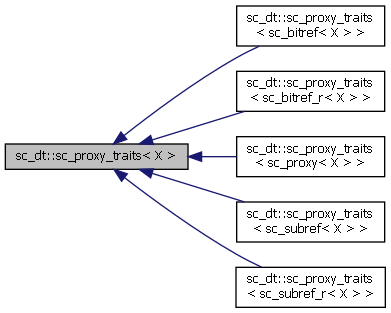 sc_dt::sc_proxy_traits
< sc_bitref< X > >
sc_dt::sc_proxy_traits
< sc_bitref_r< X > >
sc_dt::sc_proxy_traits< X >
sc_dt::sc_proxy_traits
< sc_proxy< X > >
sc_dt::sc_proxy_traits
< sc_subref< X > >
sc_dt::sc_proxy_traits
< sc_subref_r< X > >